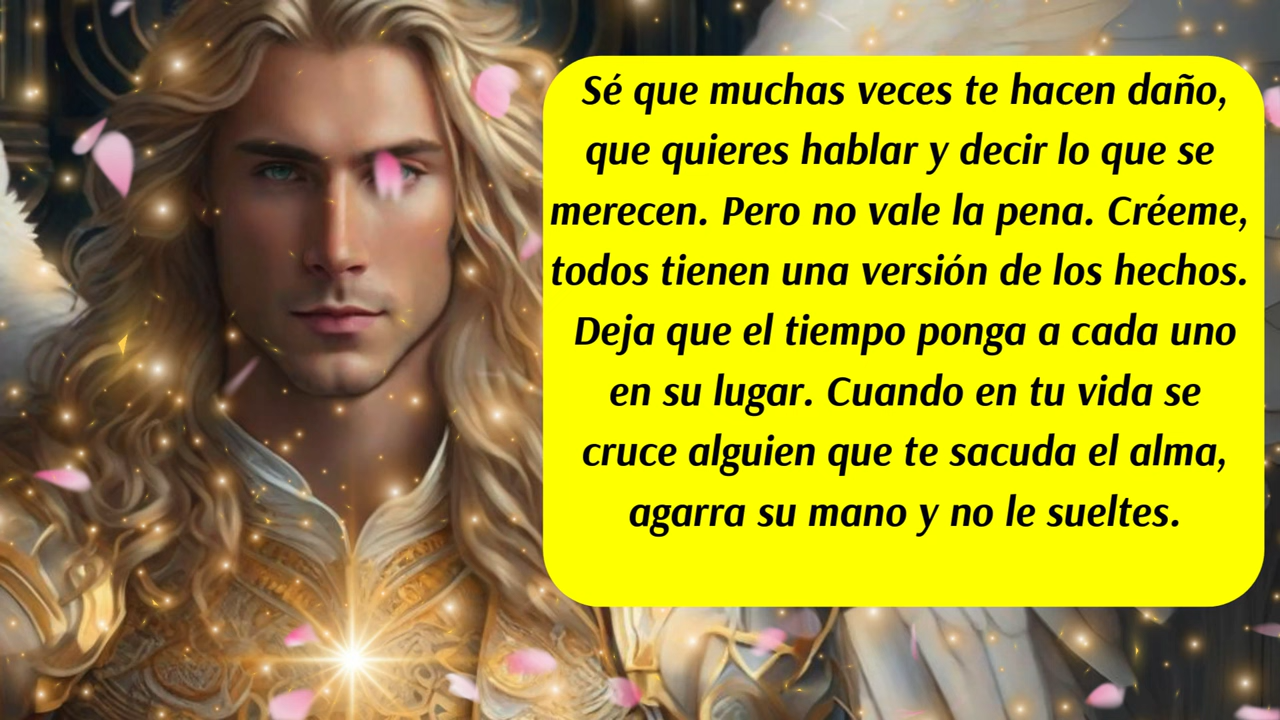 Sé que muchas veces te hacen daño,
que quieres hablar y decir lo que se
merecen. Pero no vale la pena. Créeme,
todos tienen una versión de los hechos.
Deja que el tiempo ponga a cada uno
en su lugar. Cuando en tu vida se
cruce alguien que te sacuda el alma,
agarra su mano y no le sueltes.